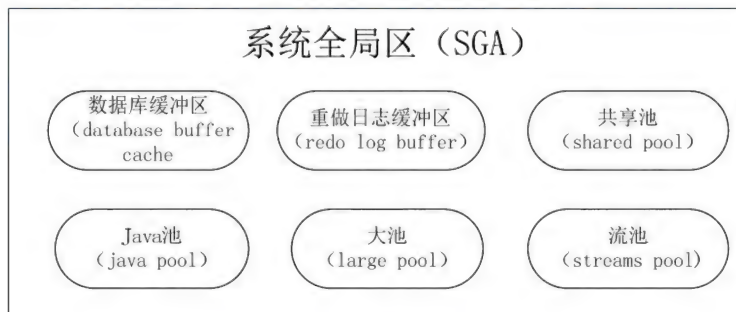 系统全局区（SGA）
数据库缓冲区
（database buffer
cache
重做日志缓冲区
（redo log buffer）
共享池
（shared pool）
Java池
（java pool）
大池
（large pool）
流池
（streams pool）